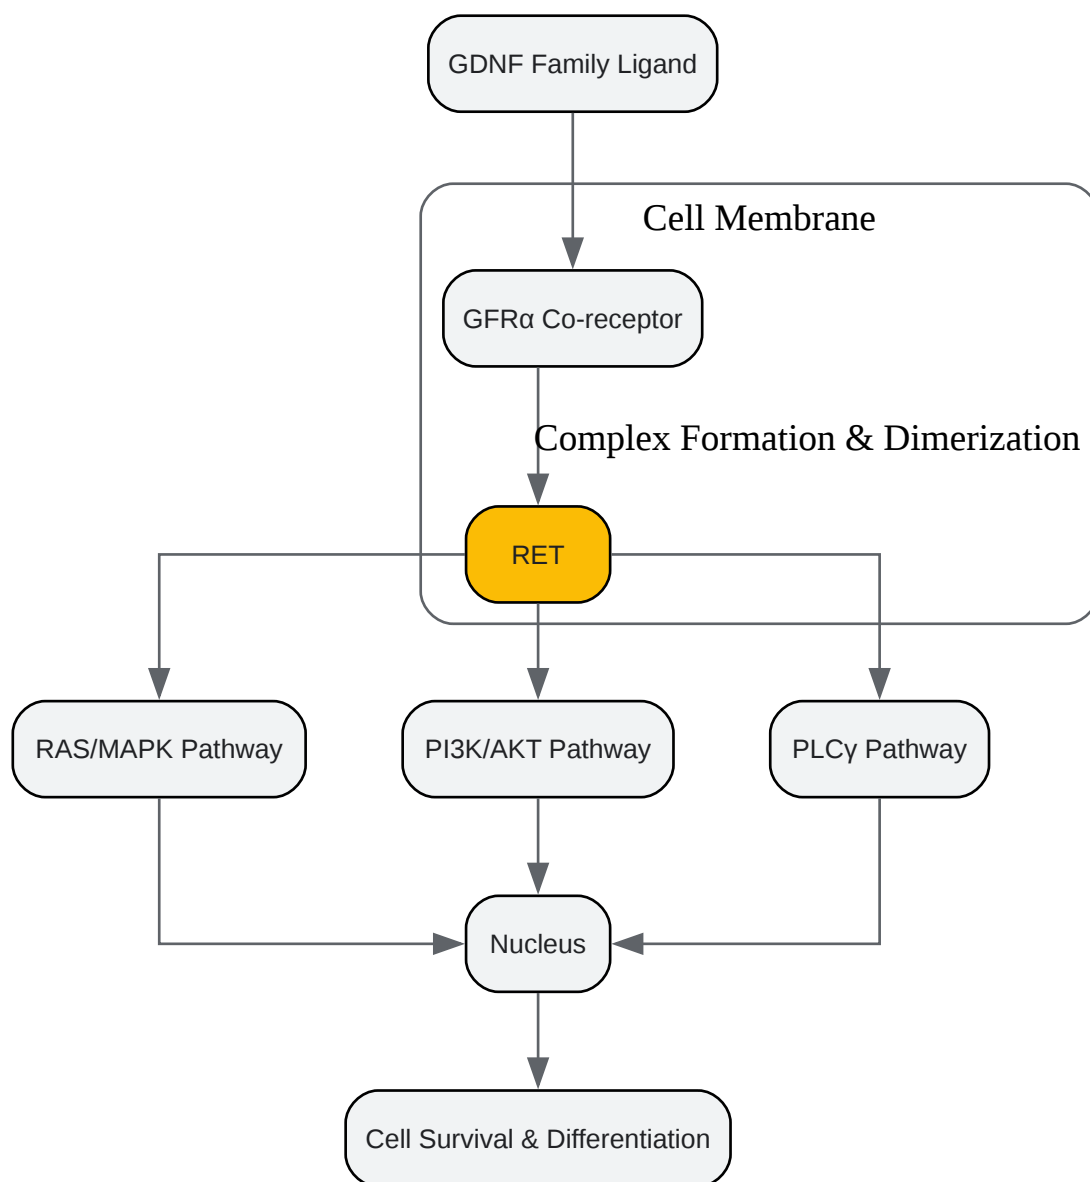 GDNF Family Ligand
Cell Membrane
GFRα Co-receptor
Complex Formation & Dimerization
RET
RAS/MAPK Pathway
PI3K/AKT Pathway
PLCγ Pathway
Nucleus
Cell Survival & Differentiation